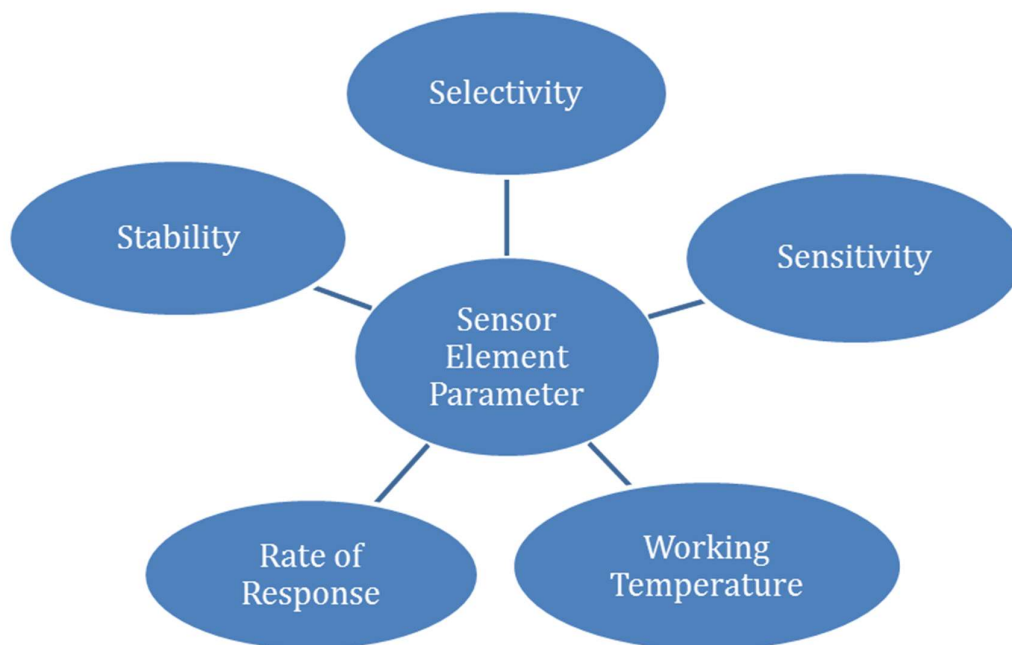 Selectivity
Stability
Sensitivity
Sensor
Element
Parameter
Rate of
Response
Working
Temperature